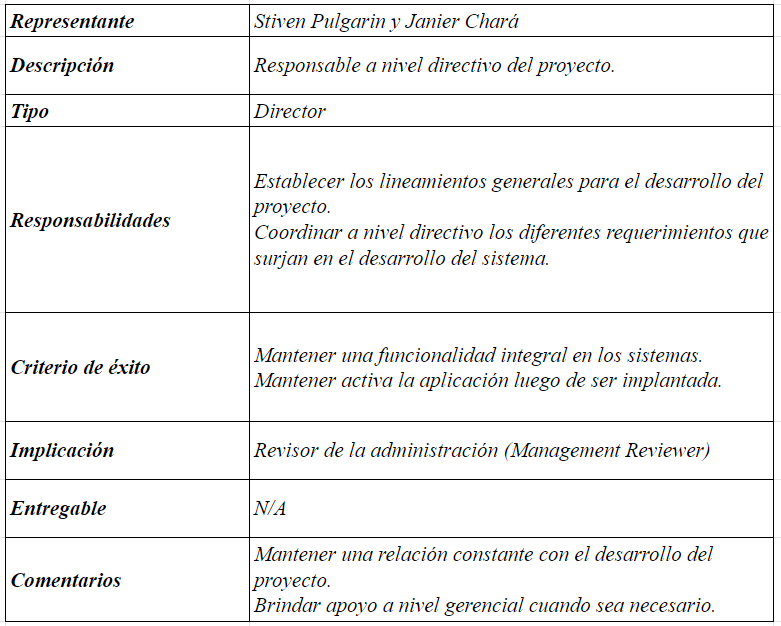 Representante
Stiven Pulgarin y Janier Chará
Descripción
Responsable a nivel directivo del proyecto.
Tipo
Director
Responsabilidades
Establecer los lineamientos generales para el desarrollo del
proyecto.
Coordinar a nivel directivo los diferentes requerimientos que
surjan en el desarrollo del sistema.
Criterio de éxito
Mantener una funcionalidad integral en los sistemas.
Mantener activa la aplicación luego de ser implantada.
Implicación
Revisor de la administración (Management Reviewer)
Entregable
N/A
Comentarios
Mantener una relación constante con el desarrollo del
proyecto.
Brindar apoyo a nivel gerencial cuando sea necesario.